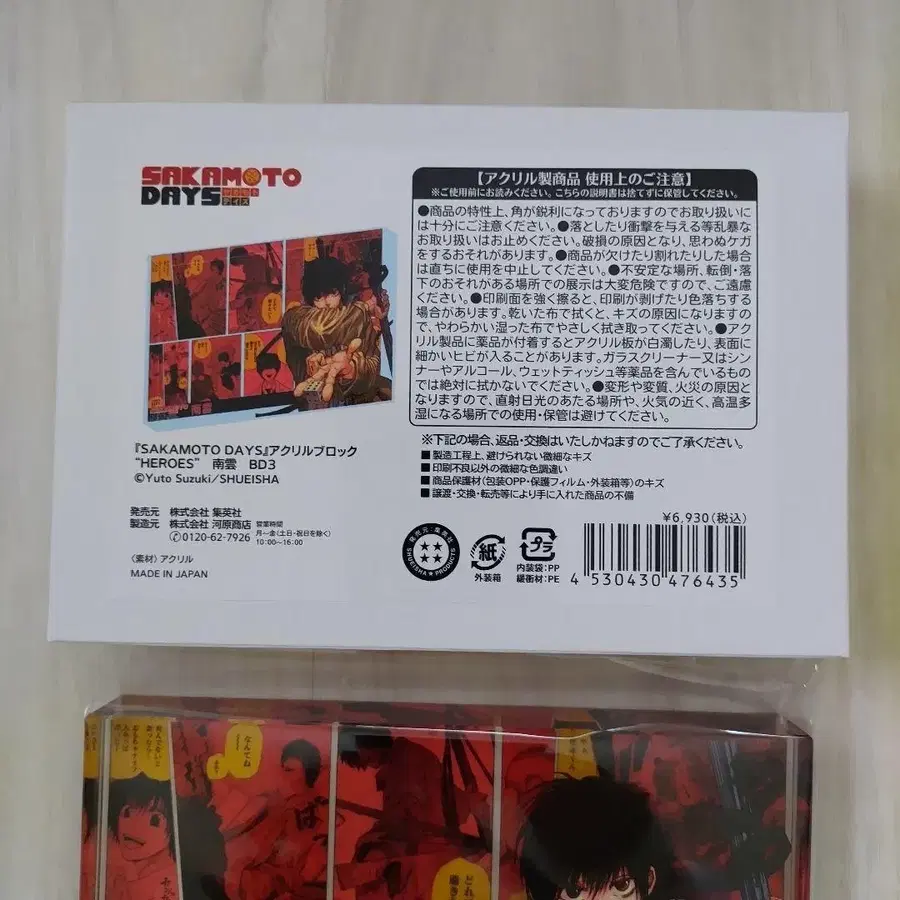 SAKAMOTO
DAYS
サカモト
デイズ
『SAKAMOTO DAYS』アクリルブロック
"HEROES" 南雲 BD3
©Yuto Suzuki／SHUEISHA
発売元 株式会社 集英社
製造元 株式会社 河原商店
0120-62-7926
営業時間
月〜金(土日・祝日を除く)
10:00〜16:00
〈素材〉アクリル
MADE IN JAPAN
【アクリル製商品 使用上のご注意】
※ご使用前にお読みください。こちらの説明書は捨てずに保管してください。
●商品の特性上、角が鋭利になっておりますのでお取り扱いに
は十分にご注意ください。●落としたり衝撃を与える等乱暴な
お取り扱いはお止めください。破損の原因となり、思わぬケガ
をするおそれがあります。●商品が欠けたり割れたりした場合
は直ちに使用を中止してください。●不安定な場所、転倒・落
下のおそれがある場所での展示は大変危険ですので、ご遠慮
ください。●印刷面を強く擦ると、印刷が剥げたり色落ちする
場合があります。乾いた布で拭くと、キズの原因になりますの
で、やわらかい湿った布でやさしく拭き取ってください。●アク
リル製品に薬品が付着するとアクリル板が白濁したり、表面に
細かいヒビが入ることがあります。ガラスクリーナー又はシン
ナーやアルコール、ウェットティッシュ等薬品を含んでいるもの
では絶対に拭かないでください。●変形や変質、火災の原因と
なりますので、直射日光のあたる場所や、火気の近く、高温多
湿になる場所での使用・保管は避けてください。
※下記の場合、返品・交換はいたしかねますのでご了承ください。
■製造工程上、避けられない微細なキズ
■印刷不良以外の微細な色調違い
■商品保護材(包装OPP・保護フィルム・外装箱等)のキズ
■譲渡・交換・転売等により手に入れた商品の不備
¥6,930(税込)
発売元:集英社
SHUEISHA PRODUCTS
紙
外装箱
プラ
内装袋:PP
緩衝材:PE
4 530430 476435
なんてね
ー